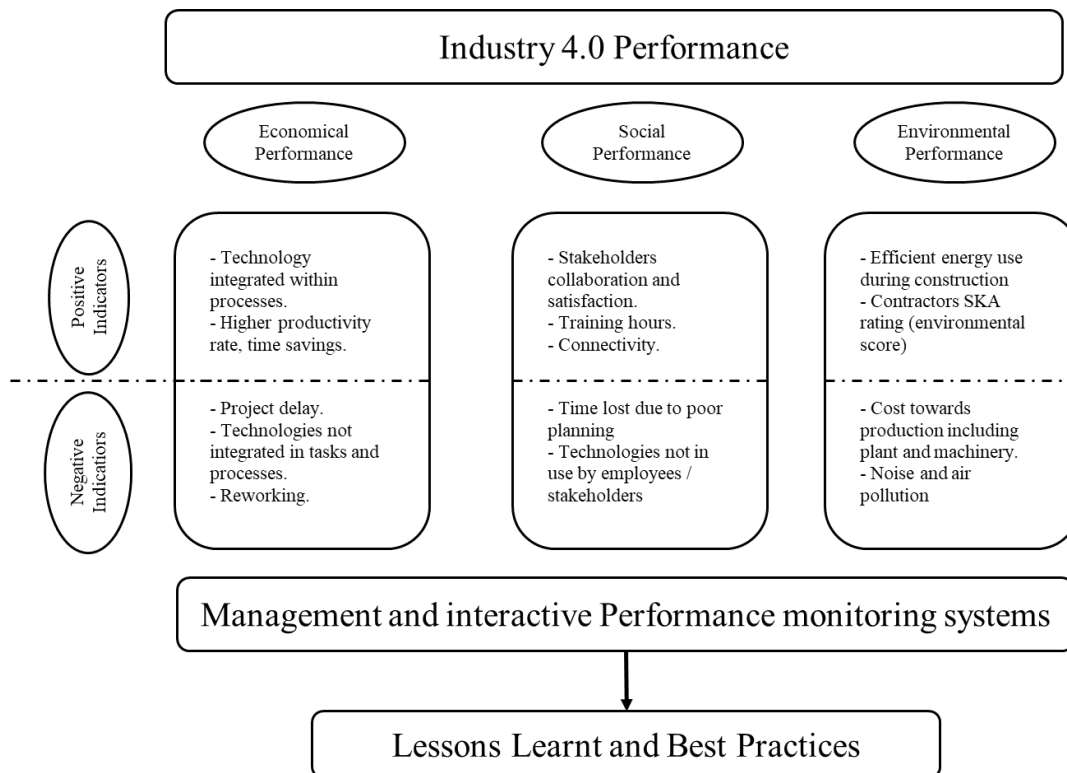 Industry 4.0 Performance
Economical
Performance
Social
Performance
Environmental
Performance
Positive
Indicators
- Technology
integrated within
processes.
- Higher productivity
rate, time savings.
- Stakeholders
collaboration and
satisfaction.
- Training hours.
- Connectivity.
- Efficient energy use
during construction
- Contractors SKA
rating (environmental
score)
Negative
Indicatiors
- Project delay.
- Technologies not
integrated in tasks and
processes.
- Reworking.
- Time lost due to poor
planning
- Technologies not in
use by employees /
stakeholders
- Cost towards
production including
plant and machinery.
- Noise and air
pollution
Management and interactive Performance monitoring systems
Lessons Learnt and Best Practices